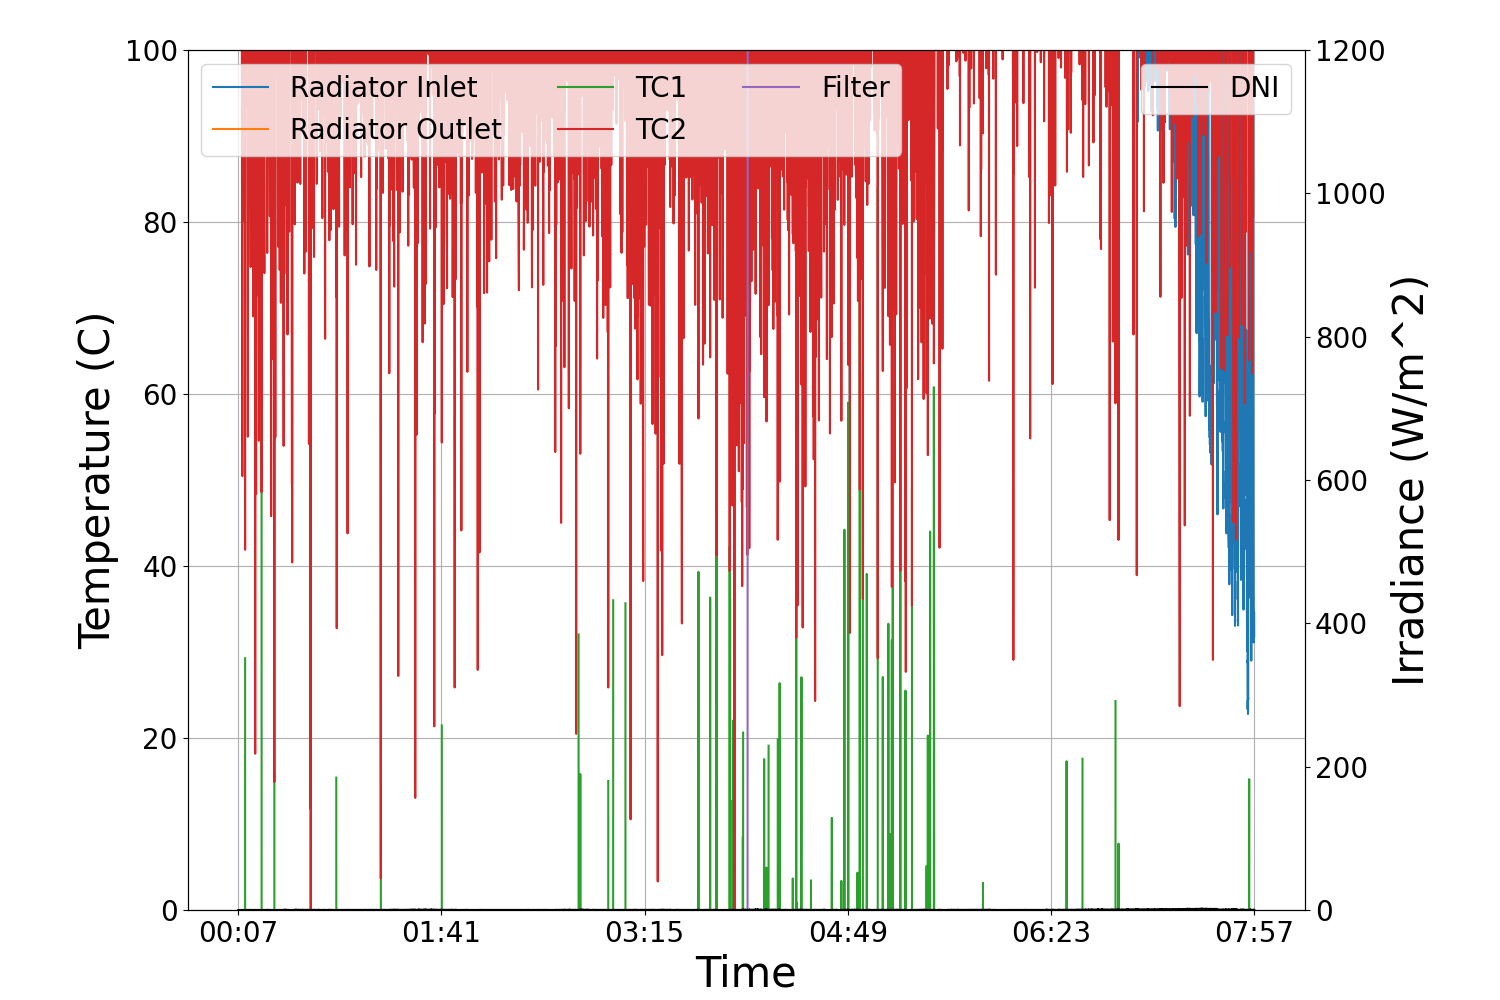 100
80
60
40
20
0
Temperature (C)
Radiator Inlet
Radiator Outlet
TC1
TC2
Filter
DNI
1200
1000
800
600
400
200
0
Irradiance (W/m^2)
00:07 01:41 03:15 04:49 06:23 07:57
Time